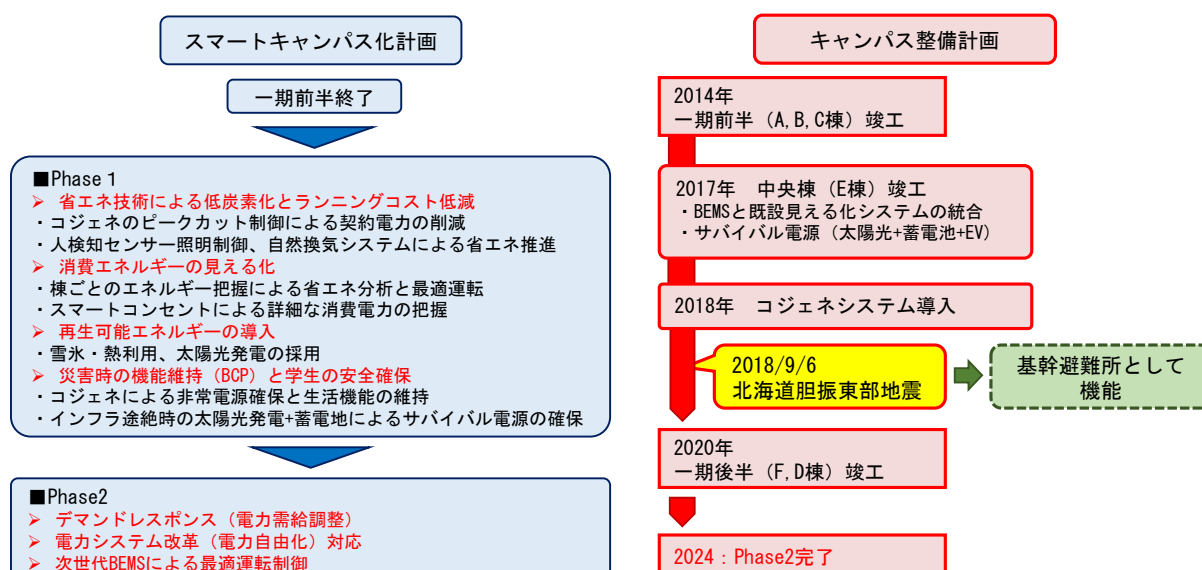 スマートキャンパス化計画
一期前半終了
■Phase１
➢ 省エネ技術による低炭素化とランニングコスト低減
・コジェネのピークカット制御による契約電力の削減
・人検知センサー照明制御、自然換気システムによる省エネ推進
➢ 消費エネルギーの見える化
・棟ごとのエネルギー把握による省エネ分析と最適運転
・スマートコンセントによる詳細な消費電力の把握
➢ 再生可能エネルギーの導入
・雪氷・熱利用、太陽光発電の採用
➢ 災害時の機能維持（BCP）と学生の安全確保
・コジェネによる非常電源確保と生活機能の維持
・インフラ途絶時の太陽光発電+蓄電地によるサバイバル電源の確保
■Phase2
➢ デマンドレスポンス（電力需給調整）
➢ 電力システム改革（電力自由化）対応
➢ 次世代BEMSによる最適運転制御
キャンパス整備計画
2014年
一期前半（A,B,C棟）竣工
2017年　中央棟（E棟）竣工
・BEMSと既設見える化システムの統合
・サバイバル電源（太陽光+蓄電池+EV）
2018年　コジェネシステム導入
2018/9/6
北海道胆振東部地震
基幹避難所として
機能
2020年
一期後半（F,D棟）竣工
2024：Phase2完了